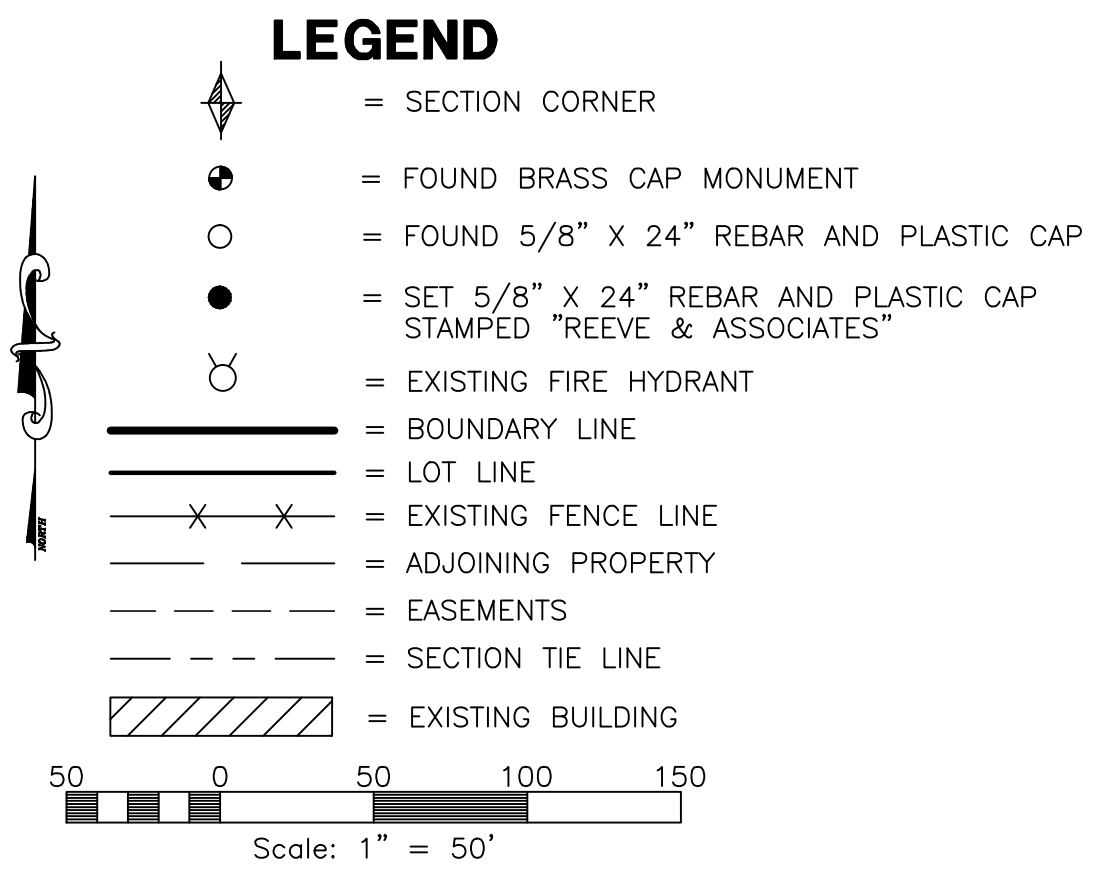 LEGEND
= SECTION CORNER
= FOUND BRASS CAP MONUMENT
= FOUND 5/8” X 24” REBAR AND PLASTIC CAP
= SET 5/8” X 24” REBAR AND PLASTIC CAP
STAMPED ”REEVE & ASSOCIATES”
= EXISTING FIRE HYDRANT
= BOUNDARY LINE
= LOT LINE
= EXISTING FENCE LINE
NORTH
= ADJOINING PROPERTY
= EASEMENTS
= SECTION TIE LINE
= EXISTING BUILDING
50 0 50 100 150
Scale: 1” = 50’